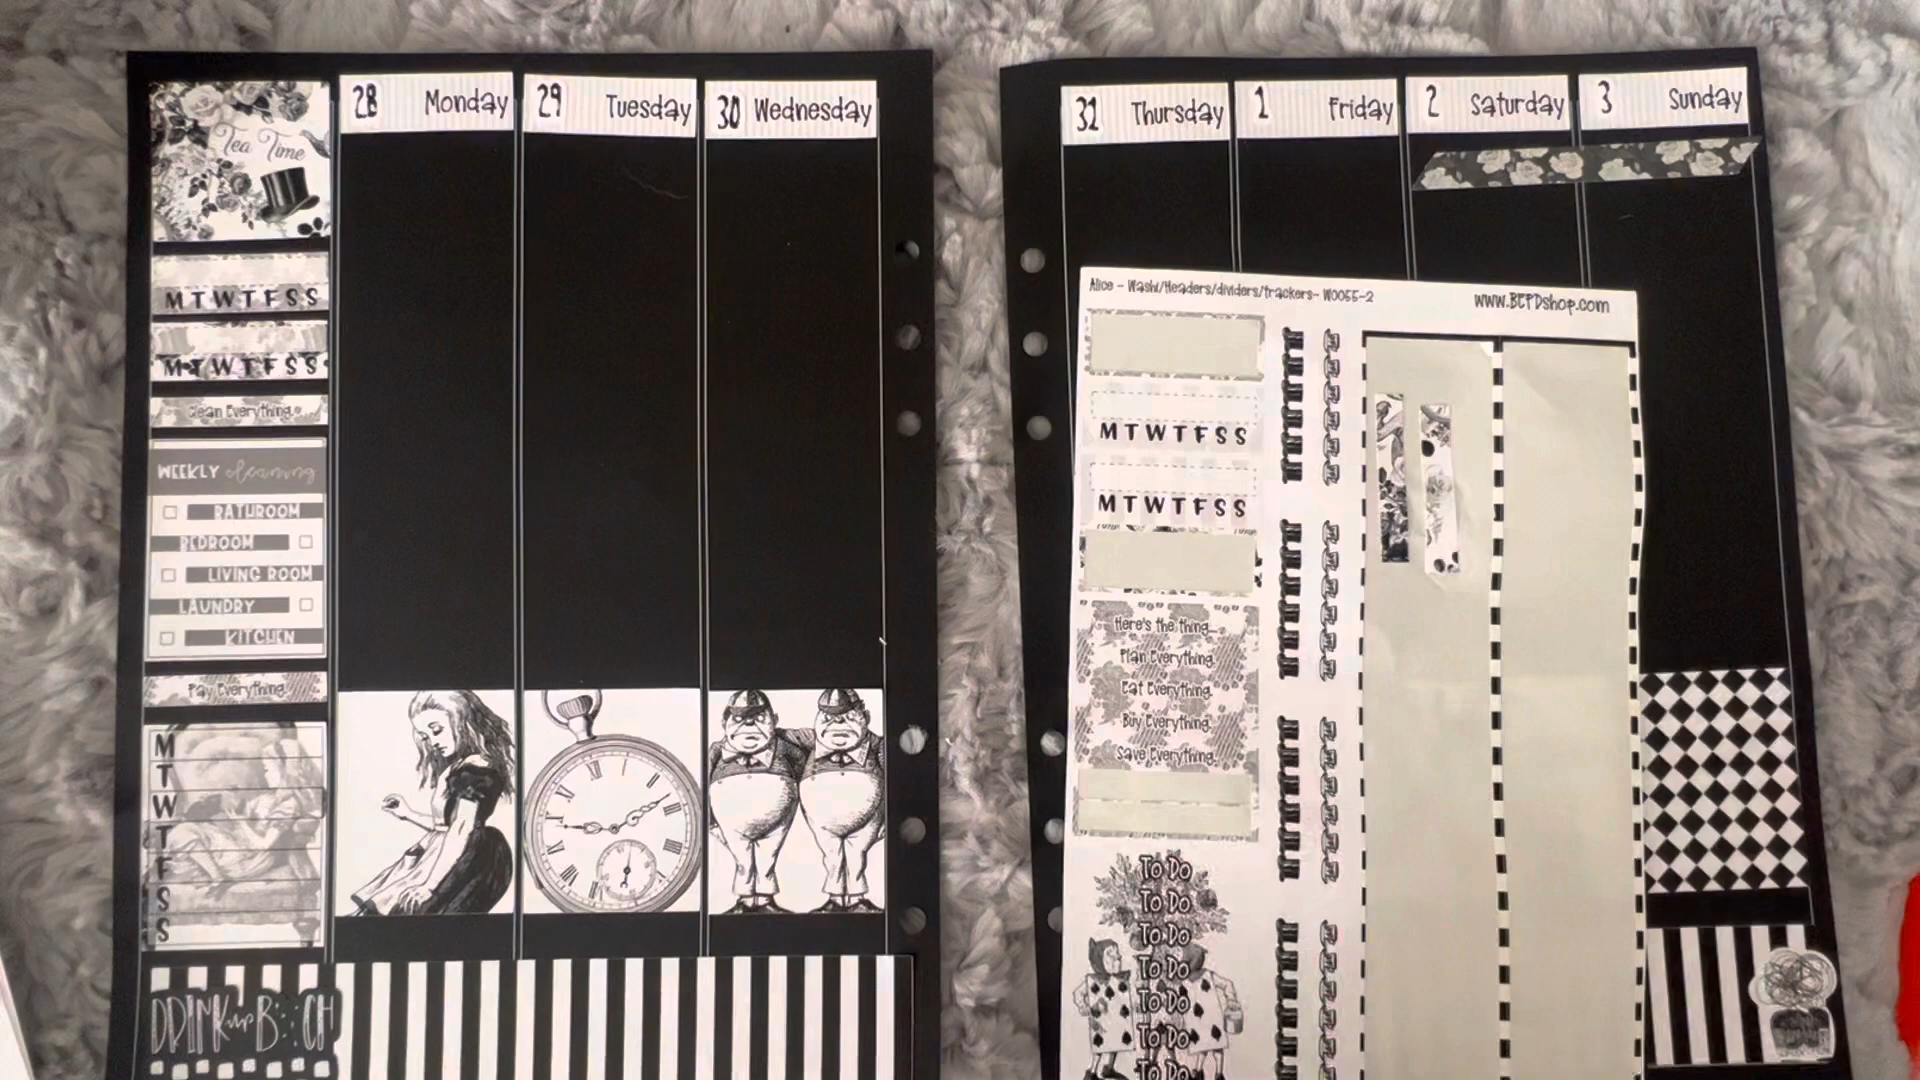 Tea Time
28 Monday
29 Tuesday
30 Wednesday
31 Thursday
1 Friday
2 Saturday
3 Sunday
M T W T F S S
M T W T F S S
Clean Everything.
WEEKLY cleaning
BATHROOM
BEDROOM
LIVING ROOM
LAUNDRY
KITCHEN
Pay Everything.
M
T
W
T
F
S
S
DRINK up B::CH
Alice - Washi/Headers/dividers/trackers- W0055-2
www.BEPDshop.com
M T W T F S S
M T W T F S S
Here's the thing...
Plan Everything.
Eat Everything.
Buy Everything.
Save Everything.
To Do
To Do
To Do
To Do
To Do
To Do
To Do